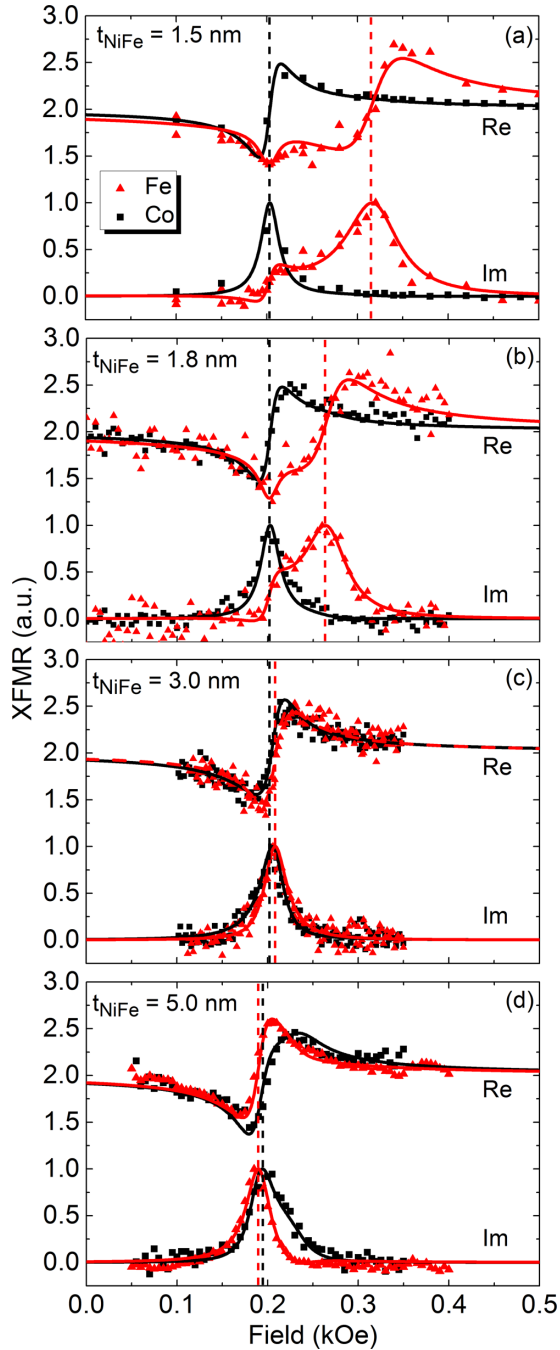 t_NiFe = 1.5 nm (a)
3.0
2.5
2.0
1.5
1.0
0.5
0.0
Re
Fe
Co
Im
t_NiFe = 1.8 nm (b)
3.0
2.5
2.0
1.5
1.0
0.5
0.0
Re
Im
XFMR (a.u.)
t_NiFe = 3.0 nm (c)
3.0
2.5
2.0
1.5
1.0
0.5
0.0
Re
Im
t_NiFe = 5.0 nm (d)
3.0
2.5
2.0
1.5
1.0
0.5
0.0
Re
Im
0.0 0.1 0.2 0.3 0.4 0.5
Field (kOe)